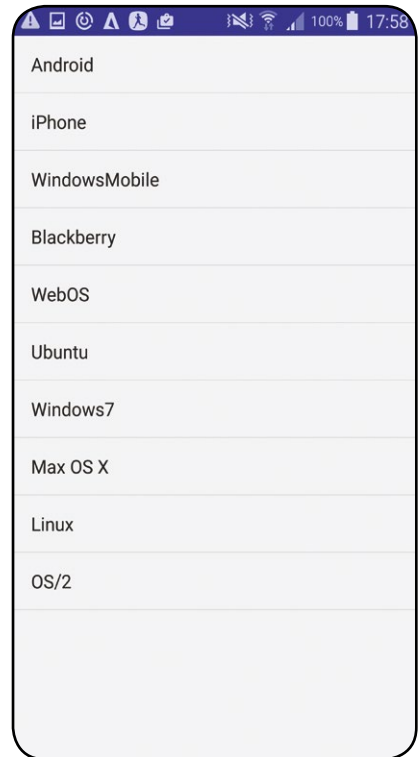 100% 17:58
Android
iPhone
WindowsMobile
Blackberry
WebOS
Ubuntu
Windows7
Max OS X
Linux
OS/2